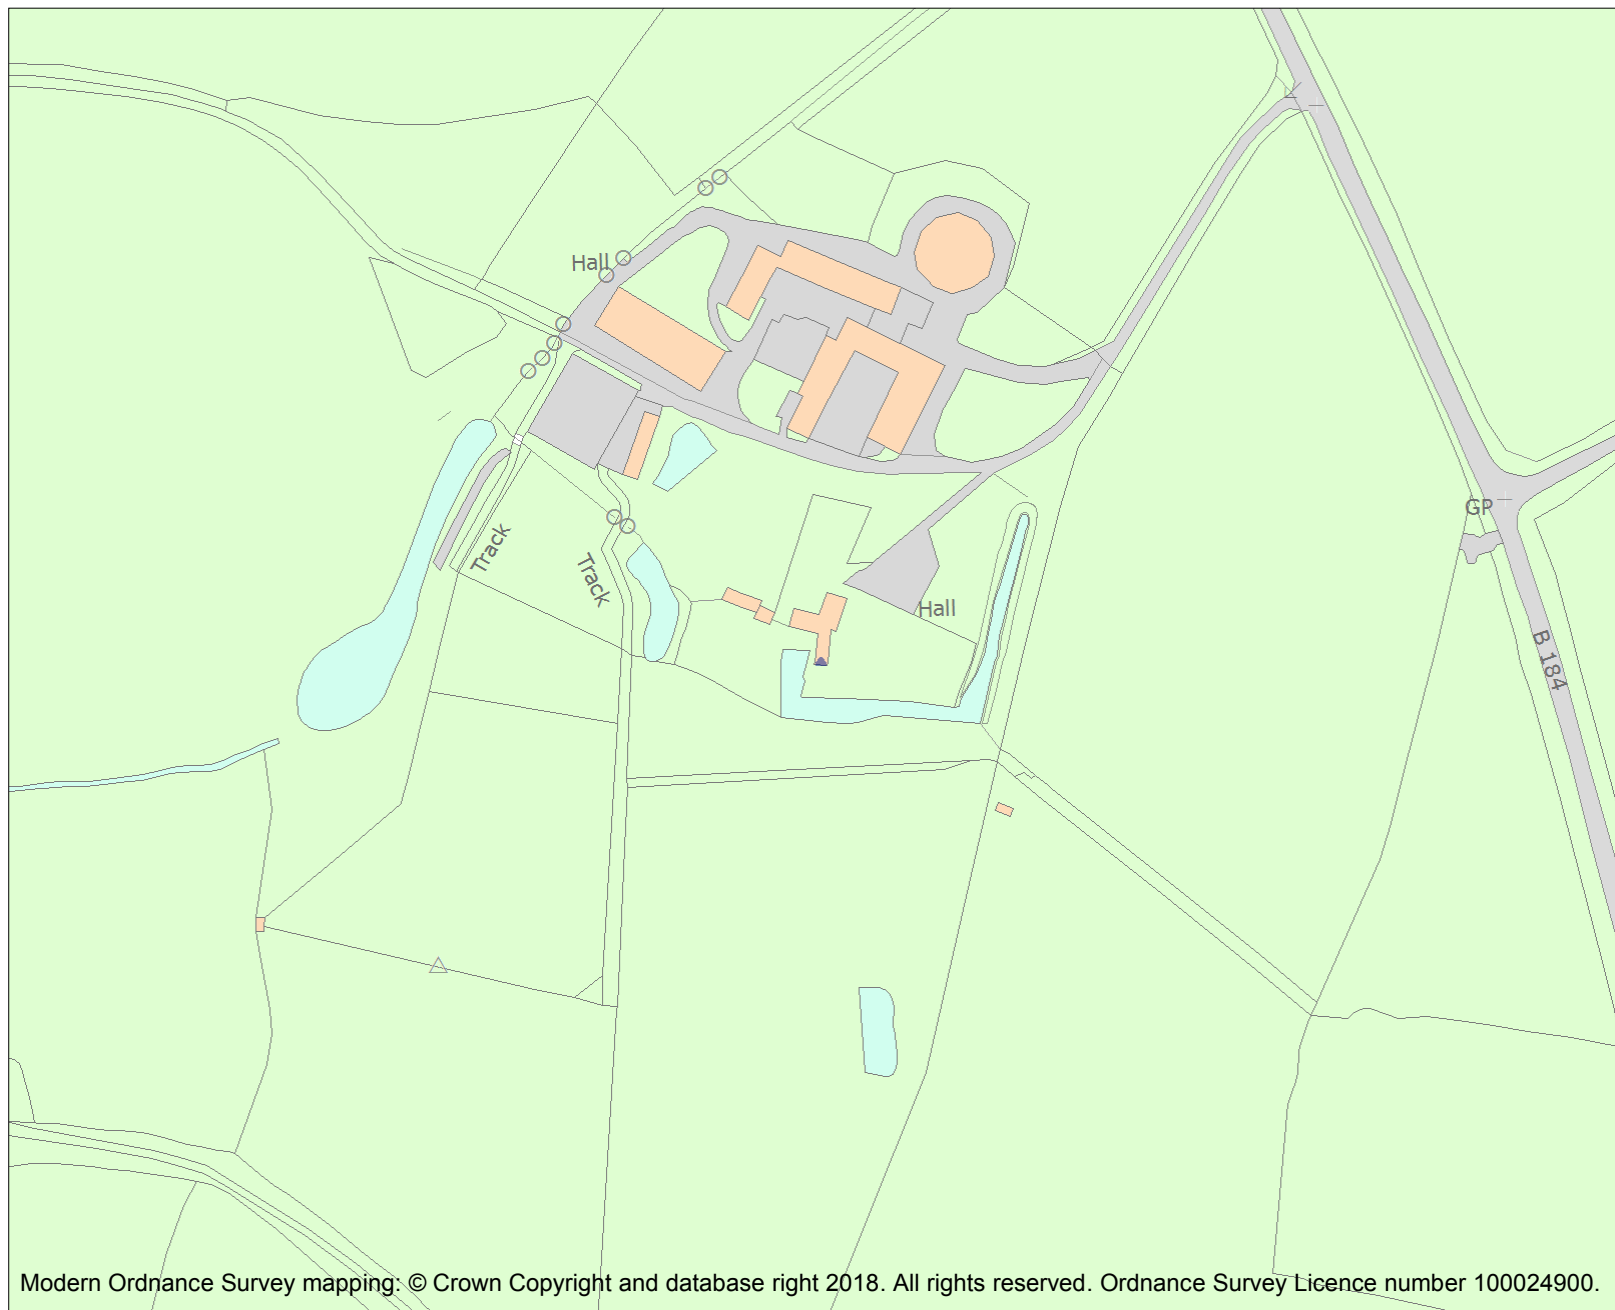 Hall
GP
Track
Track
Hall
B 184
Modern Ordnance Survey mapping: © Crown Copyright and database right 2018. All rights reserved. Ordnance Survey Licence number 100024900.